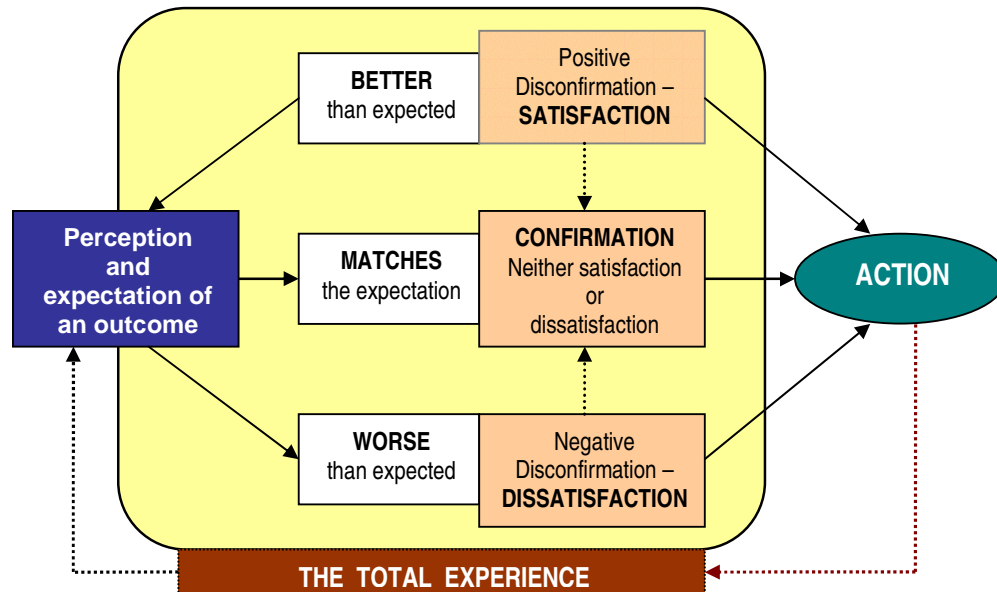 BETTER
than expected
Positive
Disconfirmation –
SATISFACTION
Perception
and
expectation of
an outcome
MATCHES
the expectation
CONFIRMATION
Neither satisfaction
or
dissatisfaction
ACTION
WORSE
than expected
Negative
Disconfirmation –
DISSATISFACTION
THE TOTAL EXPERIENCE